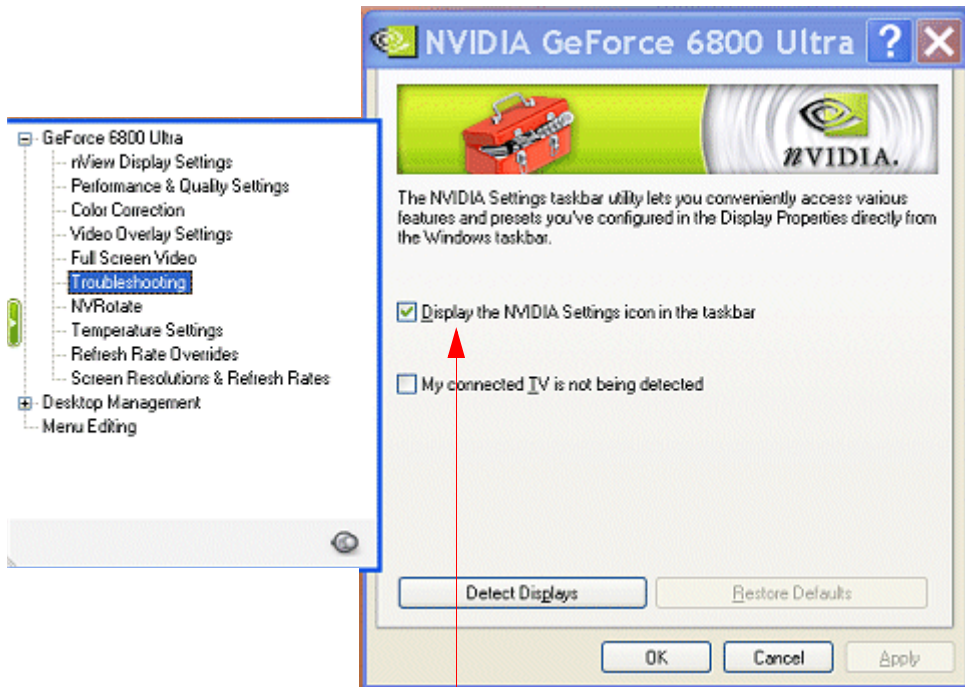 NVIDIA GeForce 6800 Ultra
GeForce 6800 Ultra
nView Display Settings
Performance & Quality Settings
Color Correction
Video Overlay Settings
Full Screen Video
Troubleshooting
NVRotate
Temperature Settings
Refresh Rate Overrides
Screen Resolutions & Refresh Rates
Desktop Management
Menu Editing
nVIDIA.
The NVIDIA Settings taskbar utility lets you conveniently access various
features and presets you've configured in the Display Properties directly from
the Windows taskbar.
Display the NVIDIA Settings icon in the taskbar
My connected TV is not being detected
Detect Displays
Restore Defaults
OK
Cancel
Apply